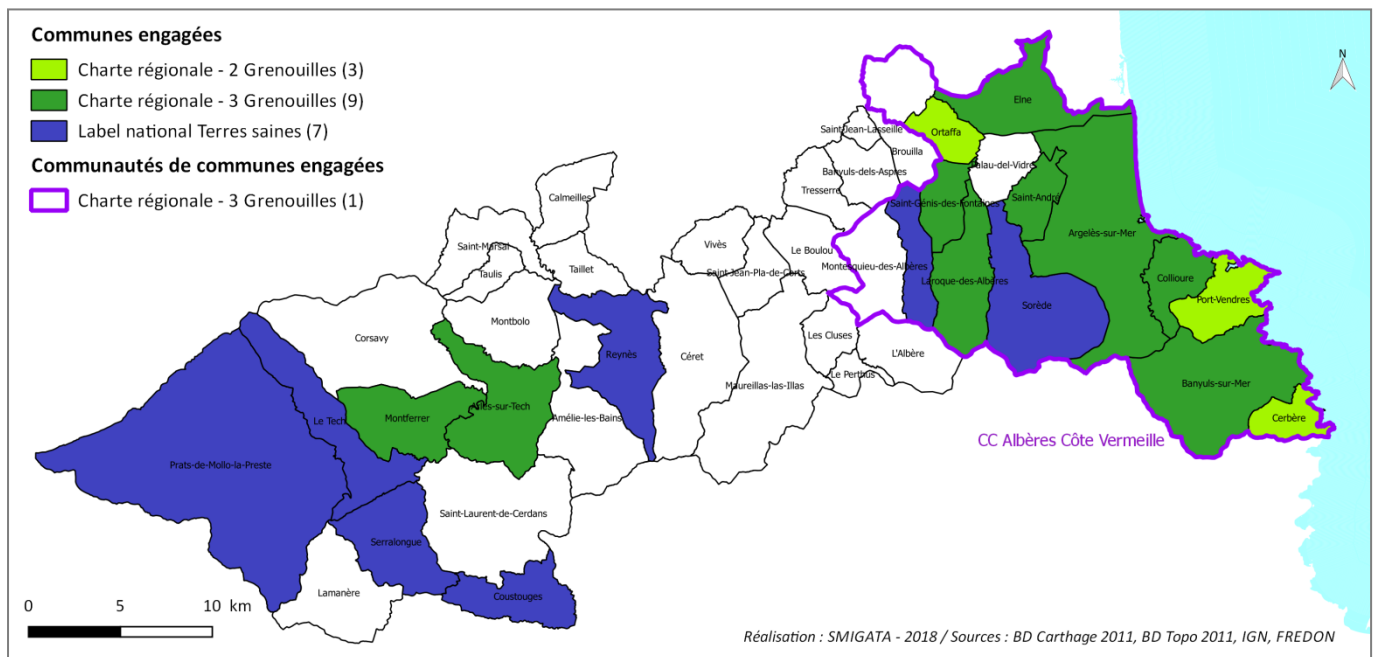 Communes engagées
Charte régionale - 2 Grenouilles (3)
Charte régionale - 3 Grenouilles (9)
Label national Terres saines (7)
Communautés de communes engagées
Charte régionale - 3 Grenouilles (1)
N
Elne
Ortaffa
Saint-Jean-Lasseille
Brouilla
Palau-del-Vidre
Banyuls-dels-Aspres
Tresserre
Calmeilles
Saint-Génis-des-Fontaines
Saint-André
Argelès-sur-Mer
Vivès
Le Boulou
Saint-Marsal
Taulis
Taillet
Saint-Jean-Pla-de-Corts
Montesquieu-des-Albères
Laroque-des-Albères
Collioure
Port-Vendres
Sorède
Montbolo
Corsavy
Reynès
Céret
Les Cluses
L'Albère
Le Perthus
Maureillas-las-Illas
Banyuls-sur-Mer
Cerbère
Arles-sur-Tech
Montferrer
Le Tech
Amélie-les-Bains
CC Albères Côte Vermeille
Prats-de-Mollo-la-Preste
Saint-Laurent-de-Cerdans
Serralongue
Lamanère
Coustouges
0 5 10 km
Réalisation : SMIGATA - 2018 / Sources : BD Carthage 2011, BD Topo 2011, IGN, FREDON